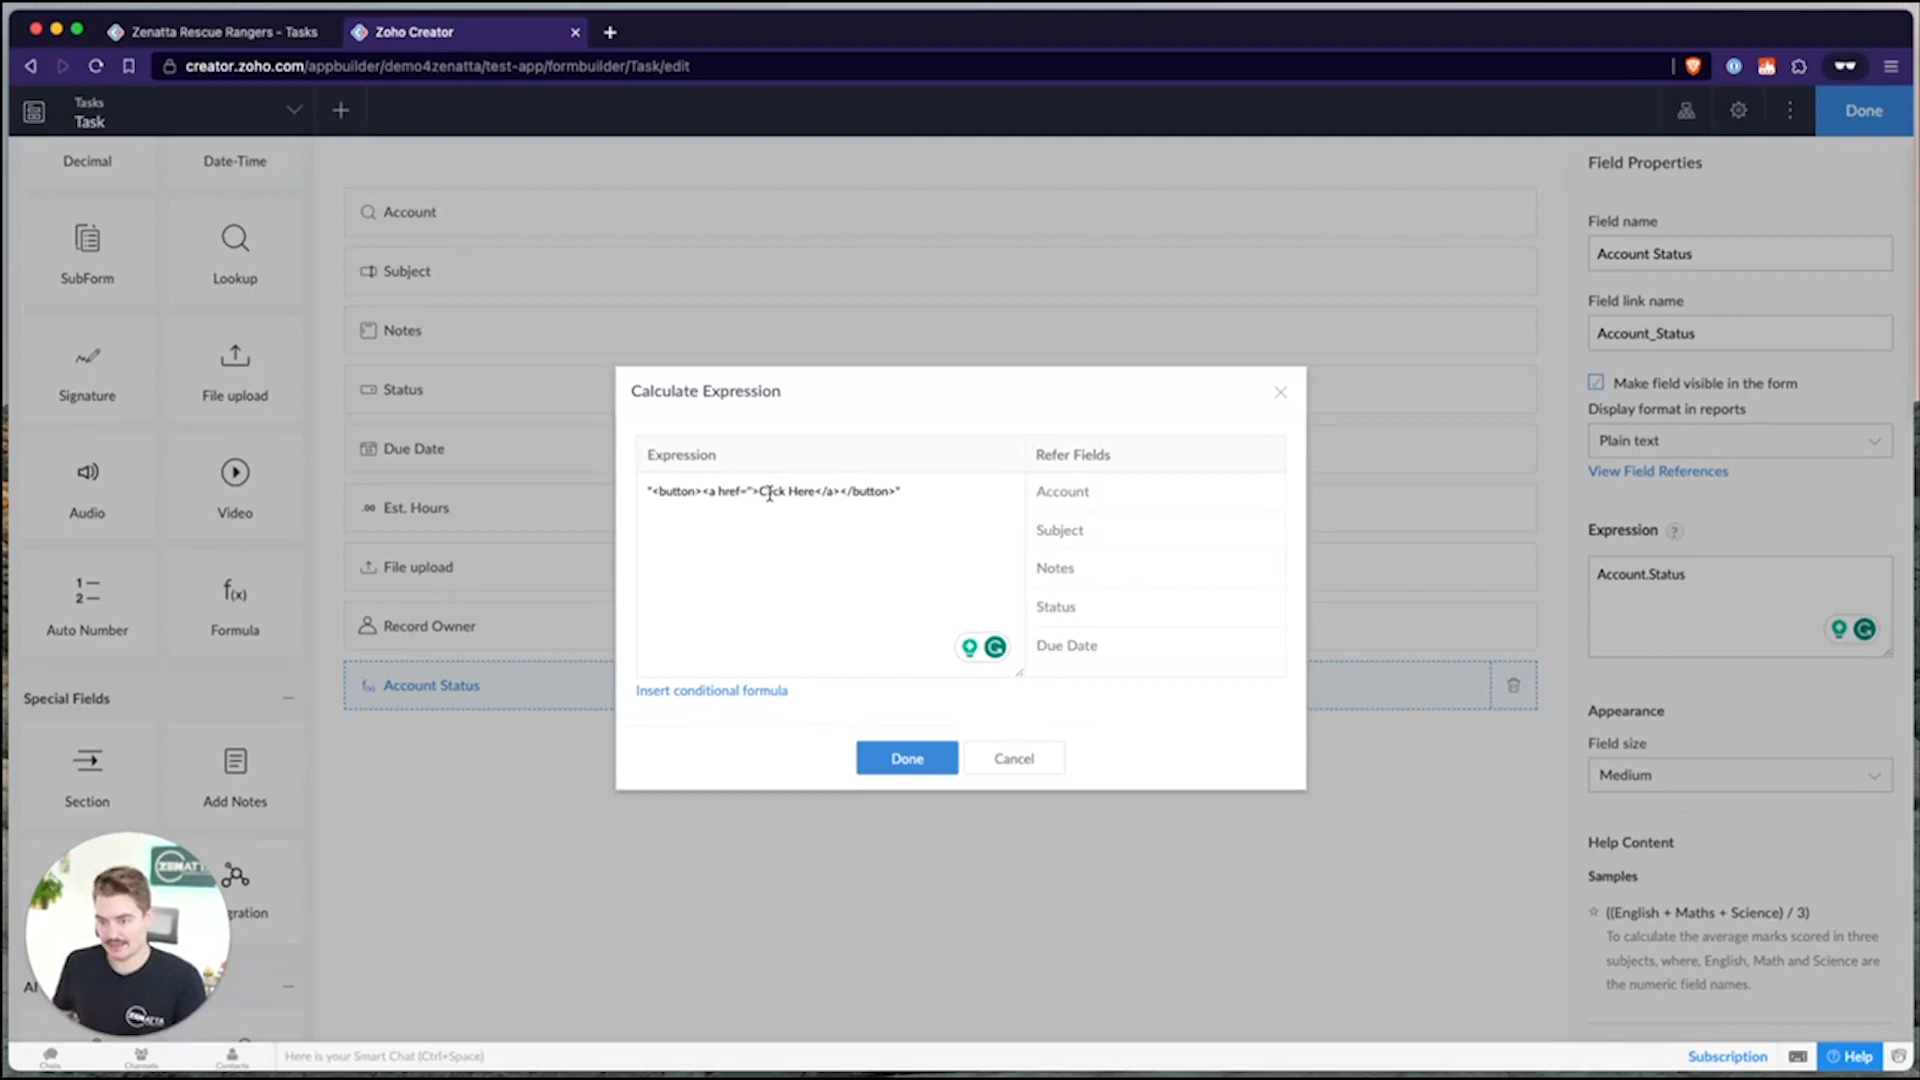 Zenatta Rescue Rangers - Tasks
Zoho Creator
creator.zoho.com/appbuilder/demo4zenatta/test-app/formbuilder/Task/edit
Tasks
Task
Done
Decimal
Date-Time
SubForm
Lookup
Signature
File upload
Audio
Video
Auto Number
Formula
Special Fields
Section
Add Notes
gration
AI
Account
Subject
Notes
Status
Due Date
Est. Hours
File upload
Record Owner
Account Status
Calculate Expression
Expression
Refer Fields
"<button><a href='">Click Here</a></button>"
Account
Subject
Notes
Status
Due Date
Insert conditional formula
Done
Cancel
Field Properties
Field name
Account Status
Field link name
Account_Status
Make field visible in the form
Display format in reports
Plain text
View Field References
Expression
Account.Status
Appearance
Field size
Medium
Help Content
Samples
((English + Maths + Science) / 3)
To calculate the average marks scored in three
subjects, where, English, Math and Science are
the numeric field names.
ZENATTA
Chats
Channels
Contacts
Here is your Smart Chat (Ctrl+Space)
Subscription
Help